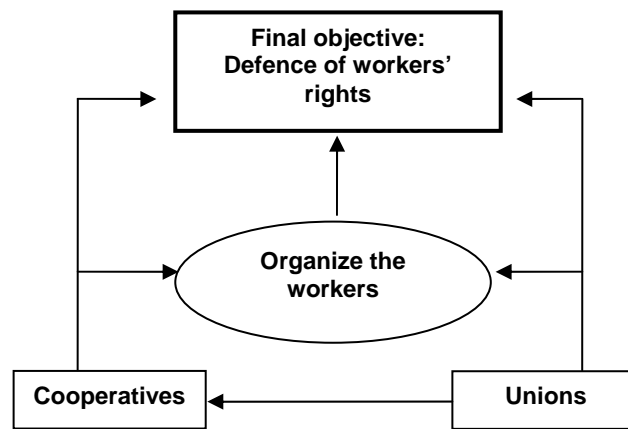 Final objective:
Defence of workers’
rights
Organize the
workers
Cooperatives
Unions